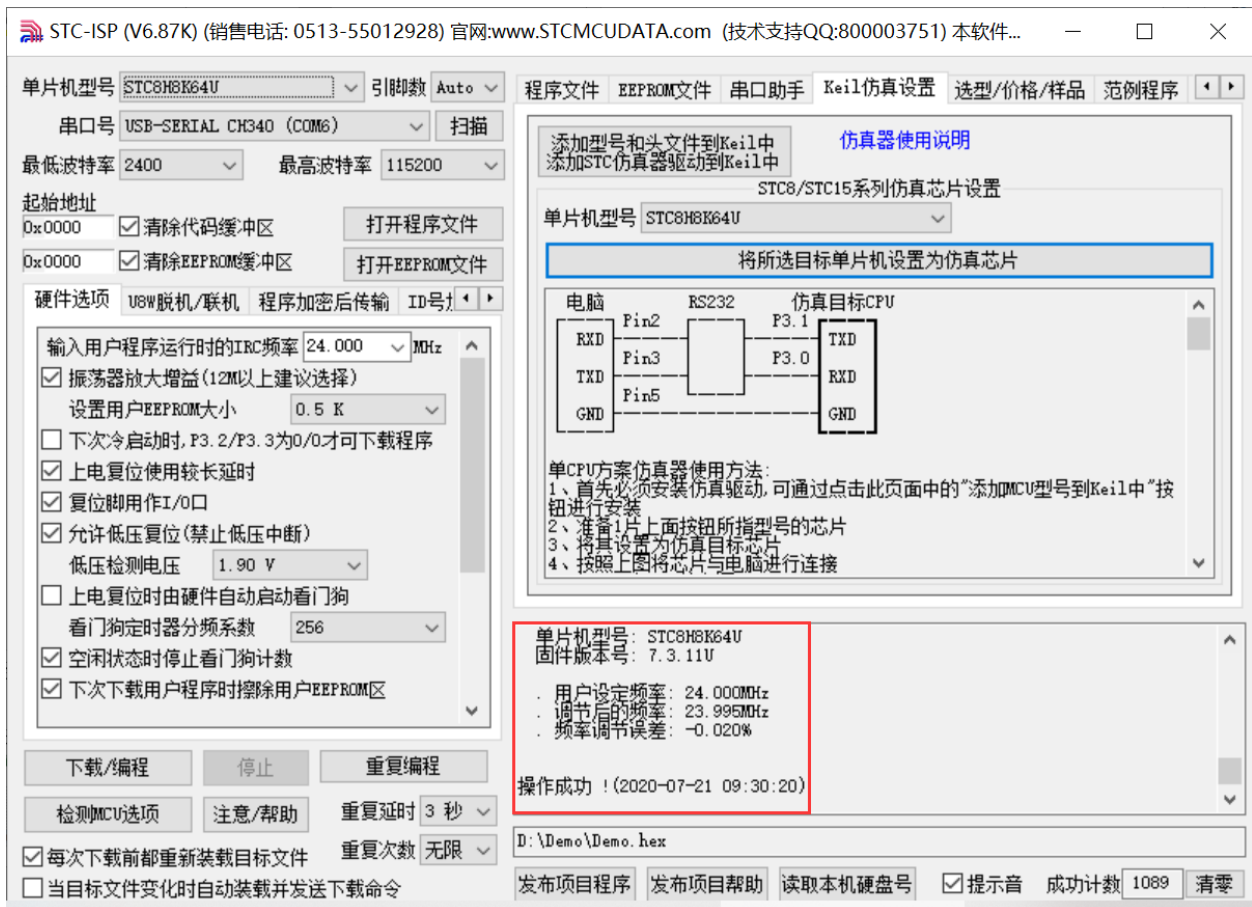 STC-ISP (V6.87K) (销售电话: 0513-55012928) 官网:www.STCMCUDATA.com (技术支持QQ:800003751) 本软件...
单片机型号 STC8H8K64U 引脚数 Auto
串口号 USB-SERIAL CH340 (COM6) 扫描
最低波特率 2400 最高波特率 115200
起始地址
0x0000 清除代码缓冲区 打开程序文件
0x0000 清除EEPROM缓冲区 打开EEPROM文件
硬件选项 U8W脱机/联机 程序加密后传输 ID号
输入用户程序运行时的IRC频率 24.000 MHz
振荡器放大增益(12M以上建议选择)
设置用户EEPROM大小 0.5 K
下次冷启动时,P3.2/P3.3为0/0才可下载程序
上电复位使用较长延时
复位脚用作I/O口
允许低压复位(禁止低压中断)
低压检测电压 1.90 V
上电复位时由硬件自动启动看门狗
看门狗定时器分频系数 256
空闲状态时停止看门狗计数
下次下载用户程序时擦除用户EEPROM区
下载/编程 停止 重复编程
检测MCU选项 注意/帮助 重复延时 3 秒
每次下载前都重新装载目标文件 重复次数 无限
当目标文件变化时自动装载并发送下载命令
程序文件 EEPROM文件 串口助手 Keil仿真设置 选型/价格/样品 范例程序
添加型号和头文件到Keil中
添加STC仿真器驱动到Keil中
仿真器使用说明
STC8/STC15系列仿真芯片设置
单片机型号 STC8H8K64U
将所选目标单片机设置为仿真芯片
电脑 RS232 仿真目标CPU
Pin2 P3.1
RXD TXD
Pin3 P3.0
TXD RXD
Pin5
GND GND
单CPU方案仿真器使用方法:
1、首先必须安装仿真驱动,可通过点击此页面中的"添加MCU型号到Keil中"按
钮进行安装
2、准备1片上面按钮所指型号的芯片
3、将其设置为仿真目标芯片
4、按照上图将芯片与电脑进行连接
单片机型号: STC8H8K64U
固件版本号: 7.3.11U
. 用户设定频率: 24.000MHz
. 调节后的频率: 23.995MHz
. 频率调节误差: -0.020%
操作成功 !(2020-07-21 09:30:20)
D:\Demo\Demo.hex
发布项目程序 发布项目帮助 读取本机硬盘号 提示音 成功计数 1089 清零